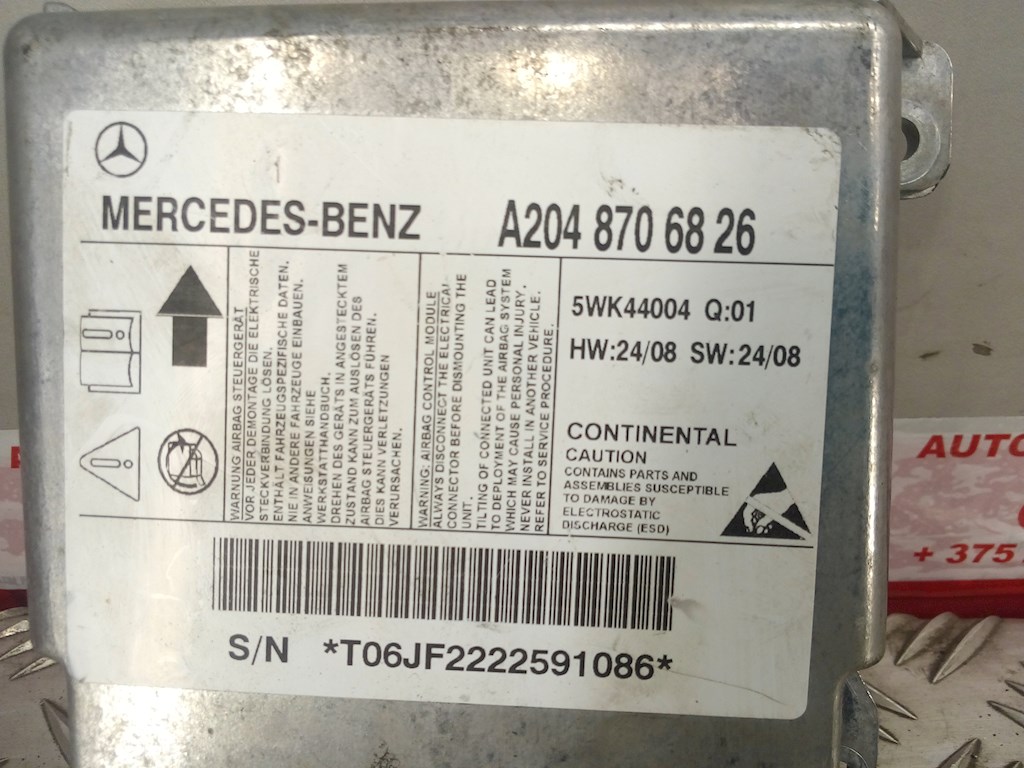 MERCEDES-BENZ
A204 870 68 26
WARNUNG AIRBAG STEUERGERÄT
VOR JEDER DEMONTAGE DIE ELEKTRISCHE
STECKVERBINDUNG LÖSEN.
ENTHÄLT FAHRZEUGSPEZIFISCHE DATEN.
NIE IN ANDERE FAHRZEUGE EINBAUEN.
ANWEISUNGEN SIEHE
WERKSTATTHANDBUCH.
DREHEN DES GERÄTS IN ANGESTECKTEM
ZUSTAND KANN ZUM AUSLÖSEN DES
AIRBAG STEUERGERÄTS FÜHREN.
DIES KANN VERLETZUNGEN
VERURSACHEN.
WARNING: AIRBAG CONTROL MODULE
ALWAYS DISCONNECT THE ELECTRICAL
CONNECTOR BEFORE DISMOUNTING THE
UNIT.
TILTING OF CONNECTED UNIT CAN LEAD
TO DEPLOYMENT OF THE AIRBAG SYSTEM
WHICH MAY CAUSE PERSONAL INJURY.
NEVER INSTALL IN ANOTHER VEHICLE.
REFER TO SERVICE PROCEDURE.
5WK44004 Q:01
HW:24/08 SW:24/08
CONTINENTAL
CAUTION
CONTAINS PARTS AND
ASSEMBLIES SUSCEPTIBLE
TO DAMAGE BY
ELECTROSTATIC
DISCHARGE (ESD)
S/N *T06JF2222591086*
AUTO
+ 375